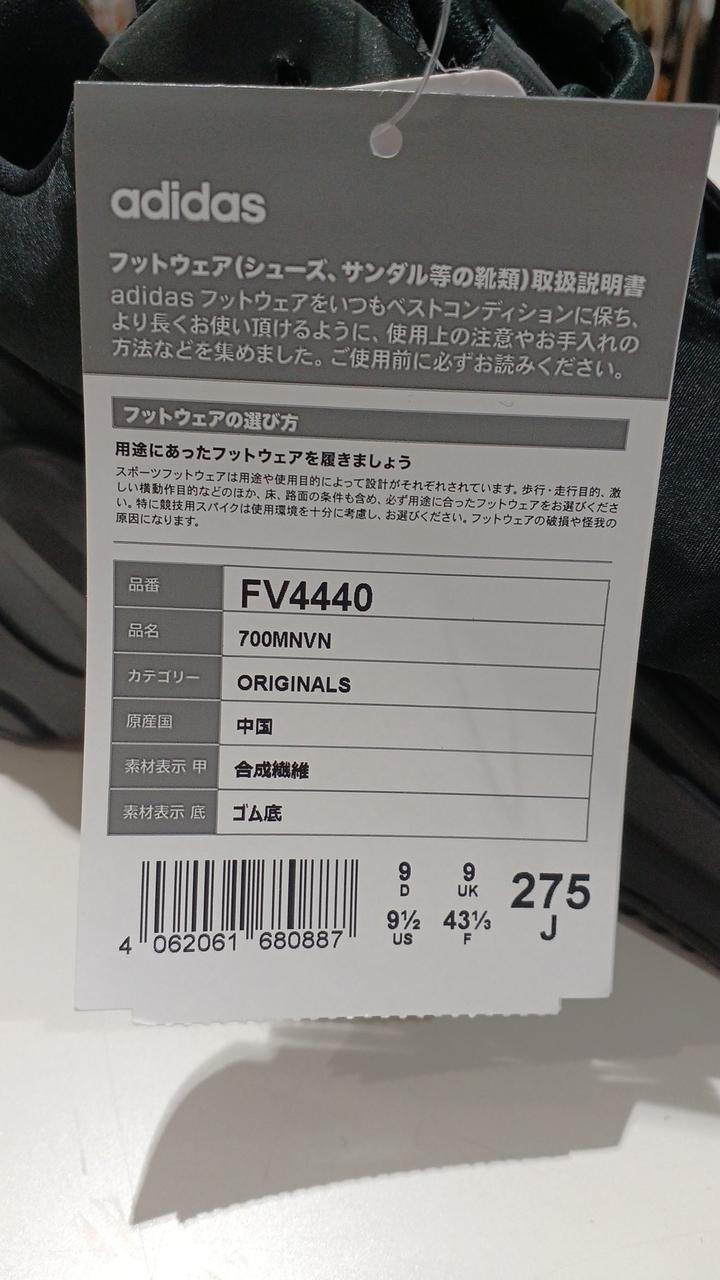 adidas
フットウェア(シューズ、サンダル等の靴類)取扱説明書
adidas フットウェアをいつもベストコンディションに保ち、
より長くお使い頂けるように、使用上の注意やお手入れの
方法などを集めました。ご使用前に必ずお読みください。
フットウェアの選び方
用途にあったフットウェアを履きましょう
スポーツフットウェアは用途や使用目的によって設計がそれぞれされています。歩行・走行目的、激
しい横動作目的などのほか、床、路面の条件も含め、必ず用途に合ったフットウェアをお選びくださ
い。特に競技用スパイクは使用環境を十分に考慮し、お選びください。フットウェアの破損や怪我の
原因になります。
品番 FV4440
品名 700MNVN
カテゴリー ORIGINALS
原産国 中国
素材表示 甲 合成繊維
素材表示 底 ゴム底
9 9 275
D UK J
9½ 43⅓
US F
4 062061 680887